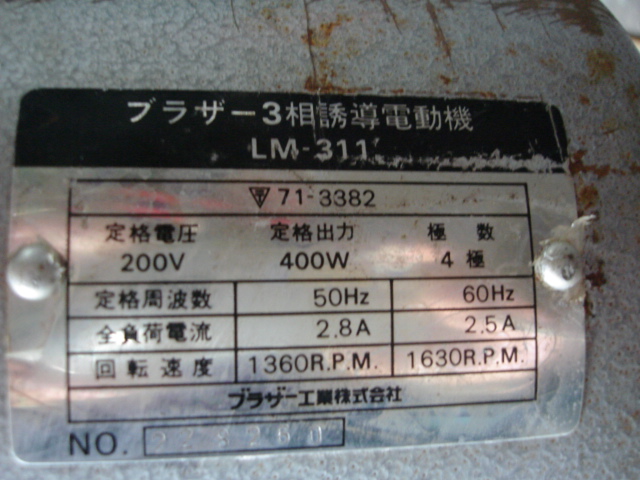 ブラザー3相誘導電動機
LM-311
71-3382
定格電圧 定格出力 極数
200V 400W 4極
定格周波数 50Hz 60Hz
全負荷電流 2.8A 2.5A
回転速度 1360R.P.M. 1630R.P.M.
ブラザー工業株式会社
NO.